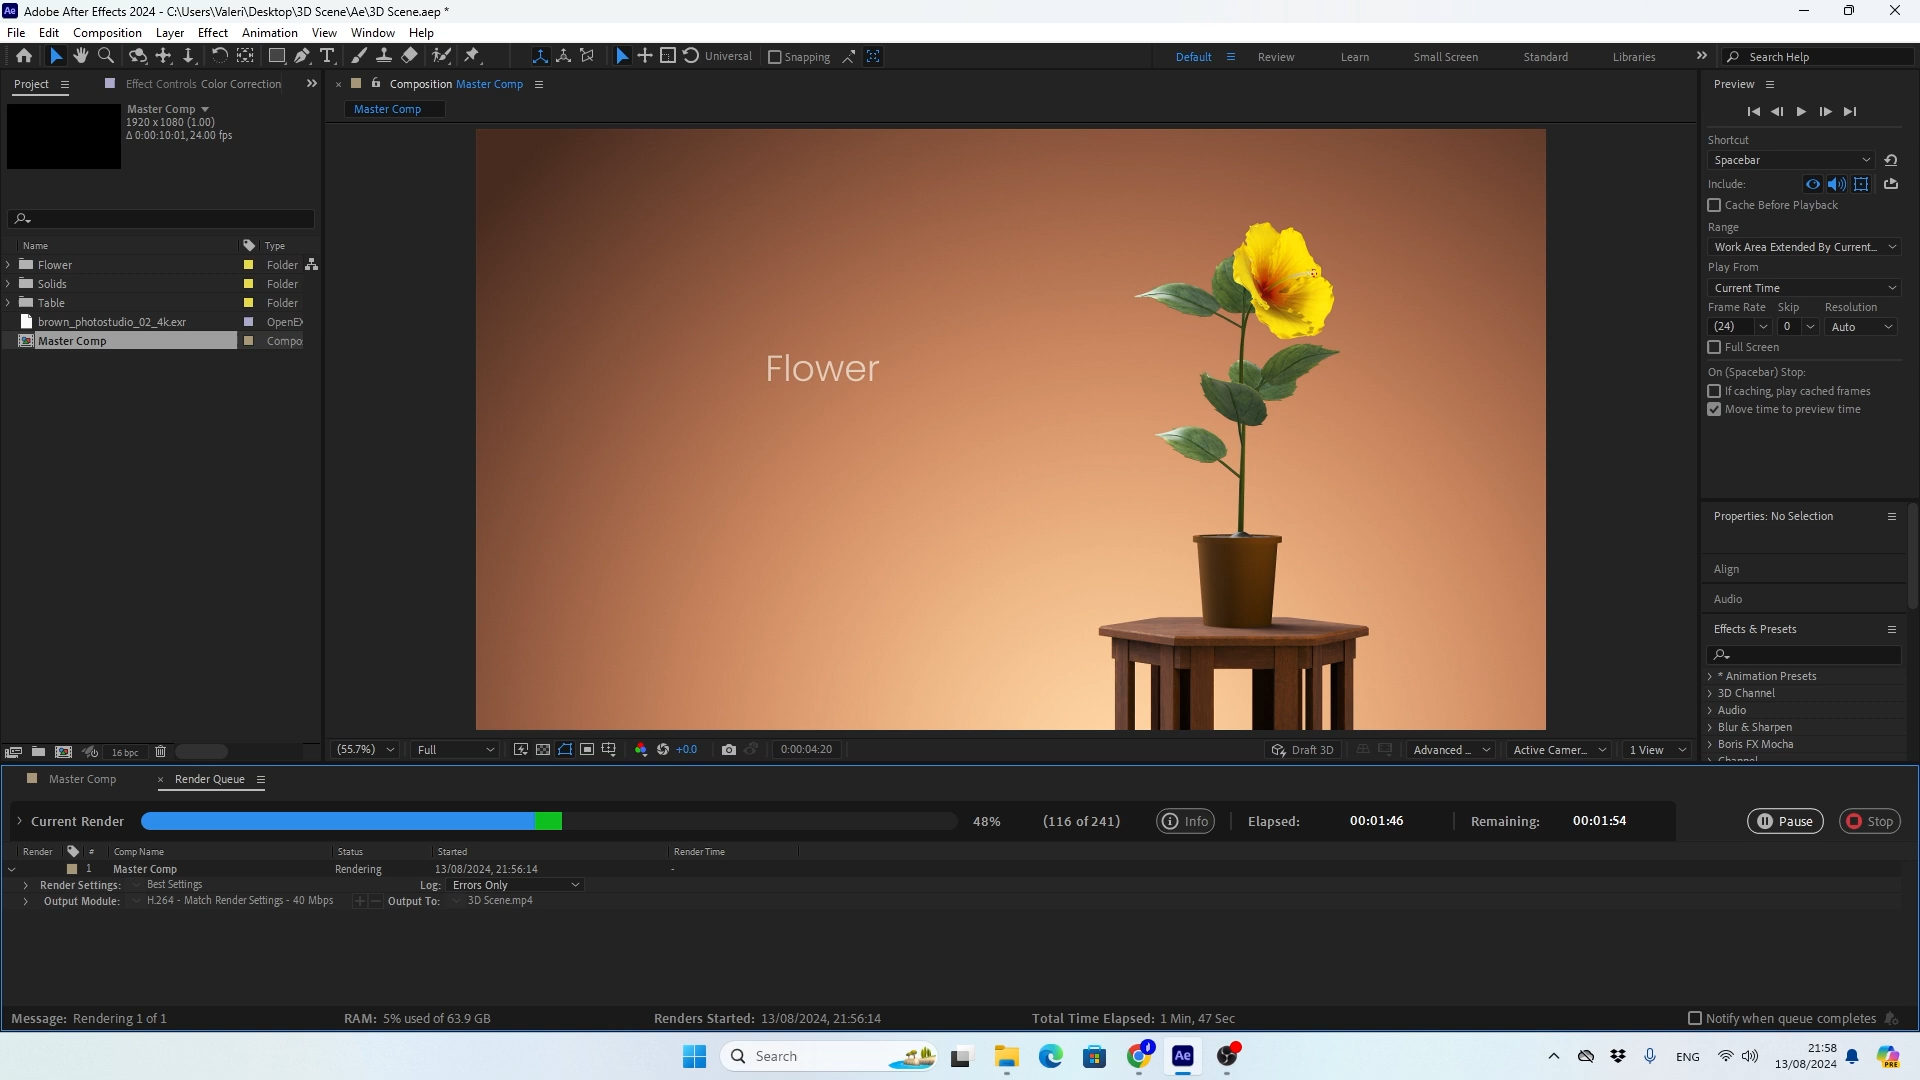 Adobe After Effects 2024 - C:\Users\Valeri\Desktop\3D Scene\Ae\3D Scene.aep *
File Edit Composition Layer Effect Animation View Window Help
Universal Snapping Default Review Learn Small Screen Standard Libraries Search Help
Project Effect Controls Color Correction
Composition Master Comp
Preview
Master Comp
1920 x 1080 (1.00)
Δ 0:00:10:01, 24.00 fps
Master Comp
Shortcut
Spacebar
Include:
Cache Before Playback
Range
Work Area Extended By Current...
Play From
Current Time
Frame Rate Skip Resolution
(24) 0 Auto
Full Screen
On (Spacebar) Stop:
If caching, play cached frames
Move time to preview time
Name Type
Flower Folder
Solids Folder
Table Folder
brown_photostudio_02_4k.exr OpenEX
Master Comp Compo
Flower
Properties: No Selection
Align
Audio
Effects & Presets
* Animation Presets
3D Channel
Audio
Blur & Sharpen
Boris FX Mocha
Channel
16 bpc
(55.7%) Full +0.0 0:00:04:20 Draft 3D Advanced ... Active Camer... 1 View
Master Comp Render Queue
Current Render 48% (116 of 241) Info Elapsed: 00:01:46 Remaining: 00:01:54 Pause Stop
Render # Comp Name Status Started Render Time
1 Master Comp Rendering 13/08/2024, 21:56:14 -
Render Settings: Best Settings Log: Errors Only
Output Module: H.264 - Match Render Settings - 40 Mbps Output To: 3D Scene.mp4
Message: Rendering 1 of 1 RAM: 5% used of 63.9 GB Renders Started: 13/08/2024, 21:56:14 Total Time Elapsed: 1 Min, 47 Sec Notify when queue completes
Search
Ae
ENG
21:58
13/08/2024
PRE